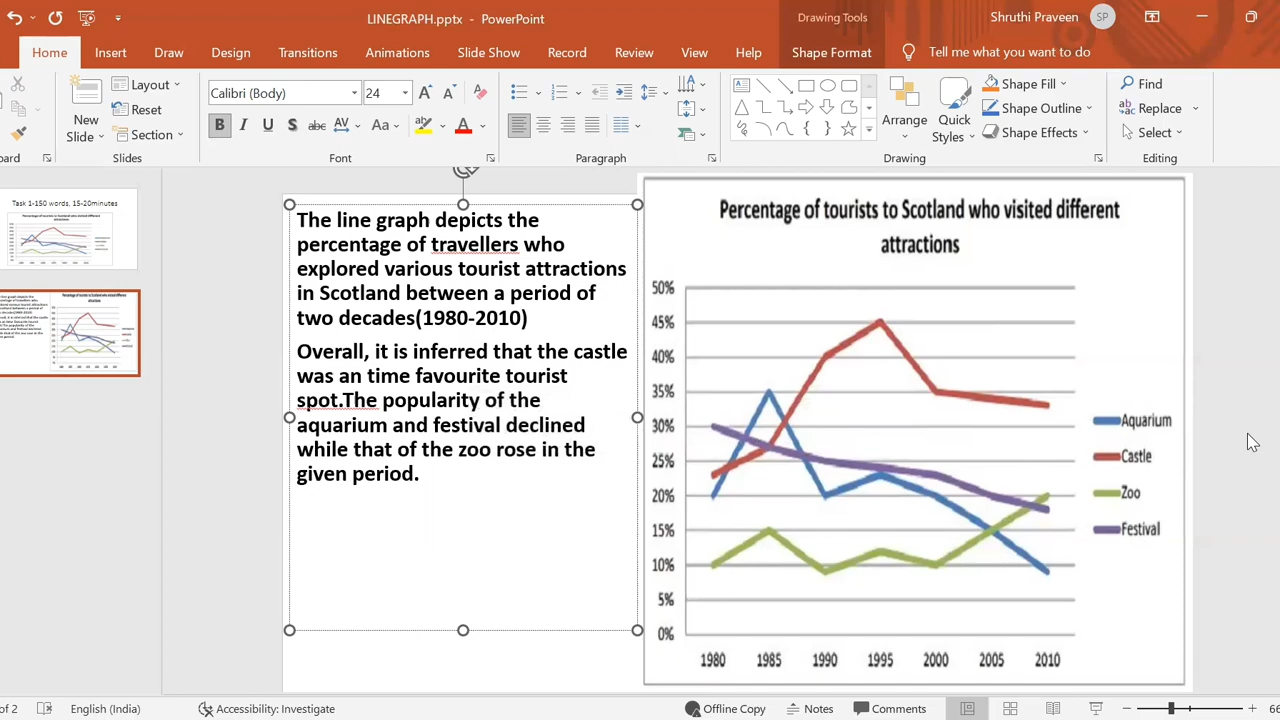 LINEGRAPH.pptx - PowerPoint
Drawing Tools
Shruthi Praveen
SP
Home
Insert
Draw
Design
Transitions
Animations
Slide Show
Record
Review
View
Help
Shape Format
Tell me what you want to do
New
Slide
Layout
Reset
Section
Calibri (Body)
24
B I U S abc AV Aa A
Arrange
Quick
Styles
Shape Fill
Shape Outline
Shape Effects
Find
Replace
Select
Slides
Font
Paragraph
Drawing
Editing
Task 1-150 words, 15-20minutes
The line graph depicts the
percentage of travellers who
explored various tourist attractions
in Scotland between a period of
two decades(1980-2010)
Overall, it is inferred that the castle
was an time favourite tourist
spot.The popularity of the
aquarium and festival declined
while that of the zoo rose in the
given period.
Percentage of tourists to Scotland who visited different
attractions
50%
45%
40%
35%
30%
25%
20%
15%
10%
5%
0%
1980 1985 1990 1995 2000 2005 2010
Aquarium
Castle
Zoo
Festival
of 2
English (India)
Accessibility: Investigate
Offline Copy
Notes
Comments